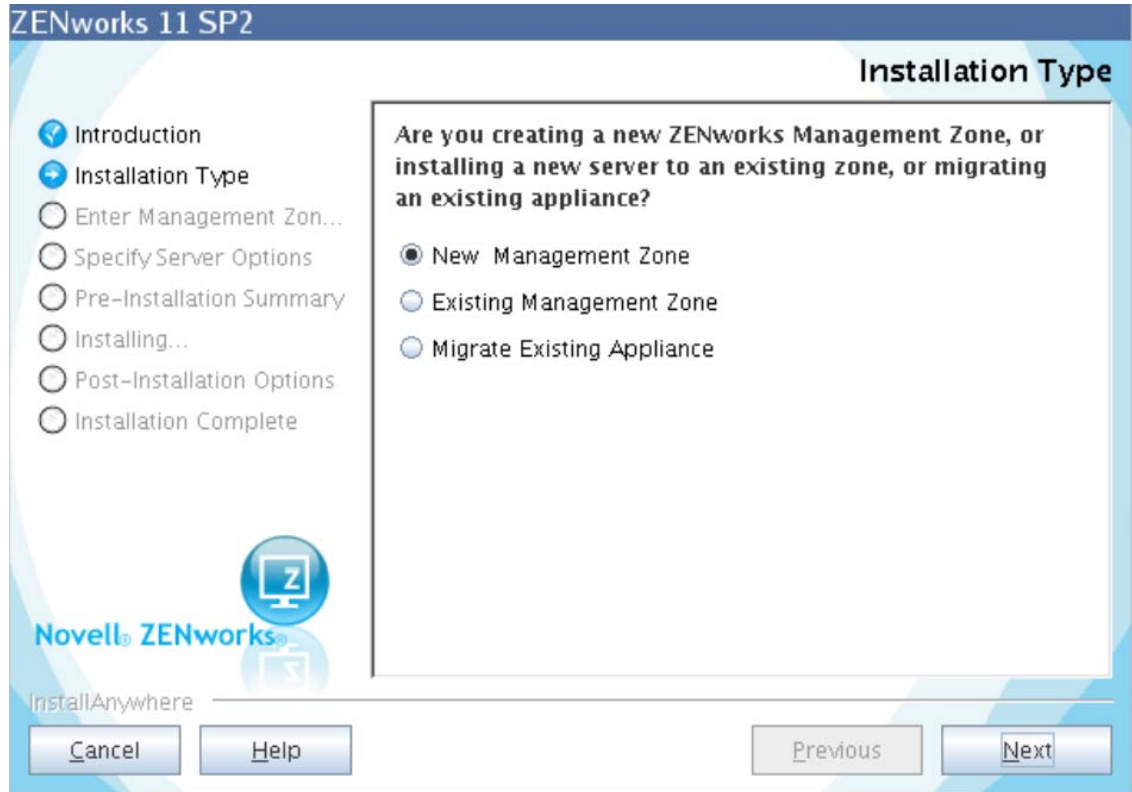 ZENworks 11 SP2
Installation Type
Introduction
Installation Type
Enter Management Zon...
Specify Server Options
Pre-Installation Summary
Installing...
Post-Installation Options
Installation Complete
Are you creating a new ZENworks Management Zone, or
installing a new server to an existing zone, or migrating
an existing appliance?
New Management Zone
Existing Management Zone
Migrate Existing Appliance
Z
Novell® ZENworks®
InstallAnywhere
Cancel
Help
Previous
Next